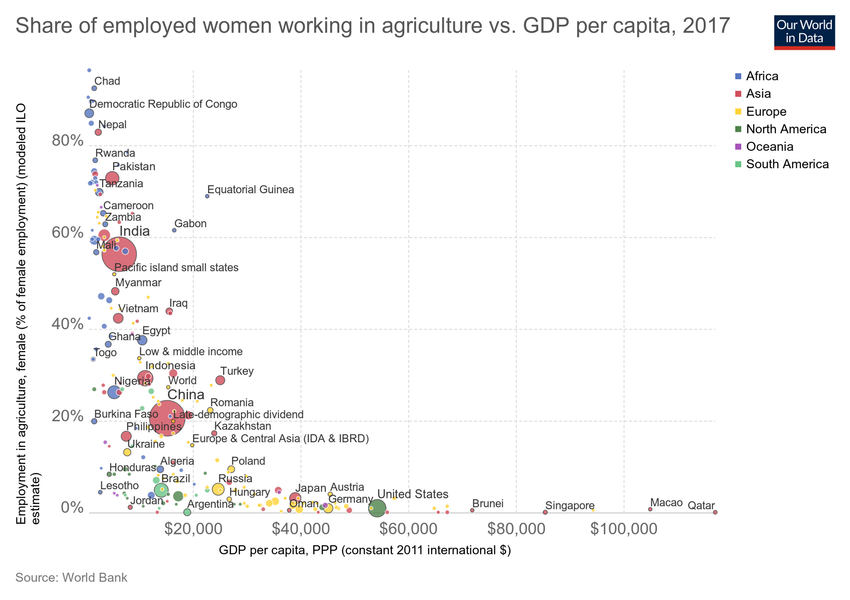 Share of employed women working in agriculture vs. GDP per capita, 2017
Our World
in Data
Africa
Asia
Europe
North America
Oceania
South America
Employment in agriculture, female (% of female employment) (modeled ILO
estimate)
Chad
Democratic Republic of Congo
Nepal
80%
Rwanda
Pakistan
Tanzania
Equatorial Guinea
Cameroon
Zambia
Gabon
India
60%
Mali
Pacific island small states
Myanmar
Iraq
Vietnam
40%
Egypt
Ghana
Togo
Low & middle income
Indonesia
Turkey
Nigeria
World
China
Romania
Burkina Faso
Late-demographic dividend
20%
Philippines
Kazakhstan
Ukraine
Europe & Central Asia (IDA & IBRD)
Honduras
Algeria
Poland
Brazil
Russia
Lesotho
Hungary
Japan
Austria
Germany
United States
Jordan
Argentina
Oman
Brunei
Singapore
Macao
Qatar
0%
$20,000
$40,000
$60,000
$80,000
$100,000
GDP per capita, PPP (constant 2011 international $)
Source: World Bank